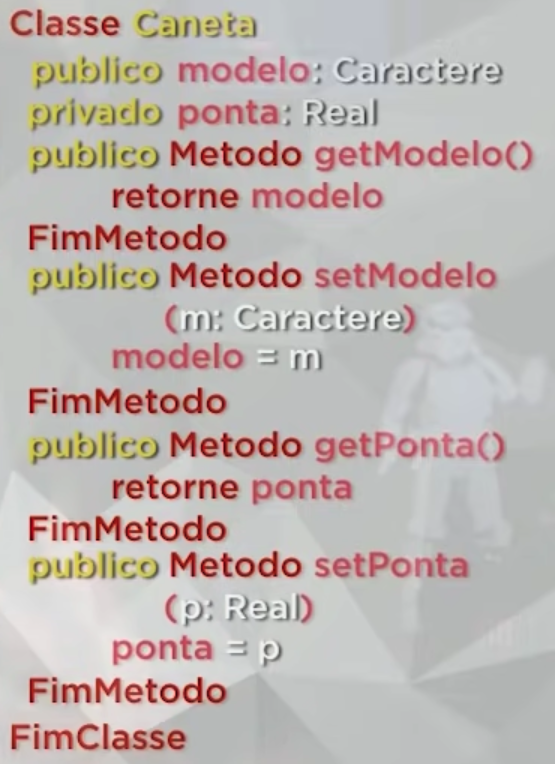 Classe Caneta
publico modelo: Caractere
privado ponta: Real
publico Metodo getModelo()
retorne modelo
FimMetodo
publico Metodo setModelo
(m: Caractere)
modelo = m
FimMetodo
publico Metodo getPonta()
retorne ponta
FimMetodo
publico Metodo setPonta
(p: Real)
ponta = p
FimMetodo
FimClasse